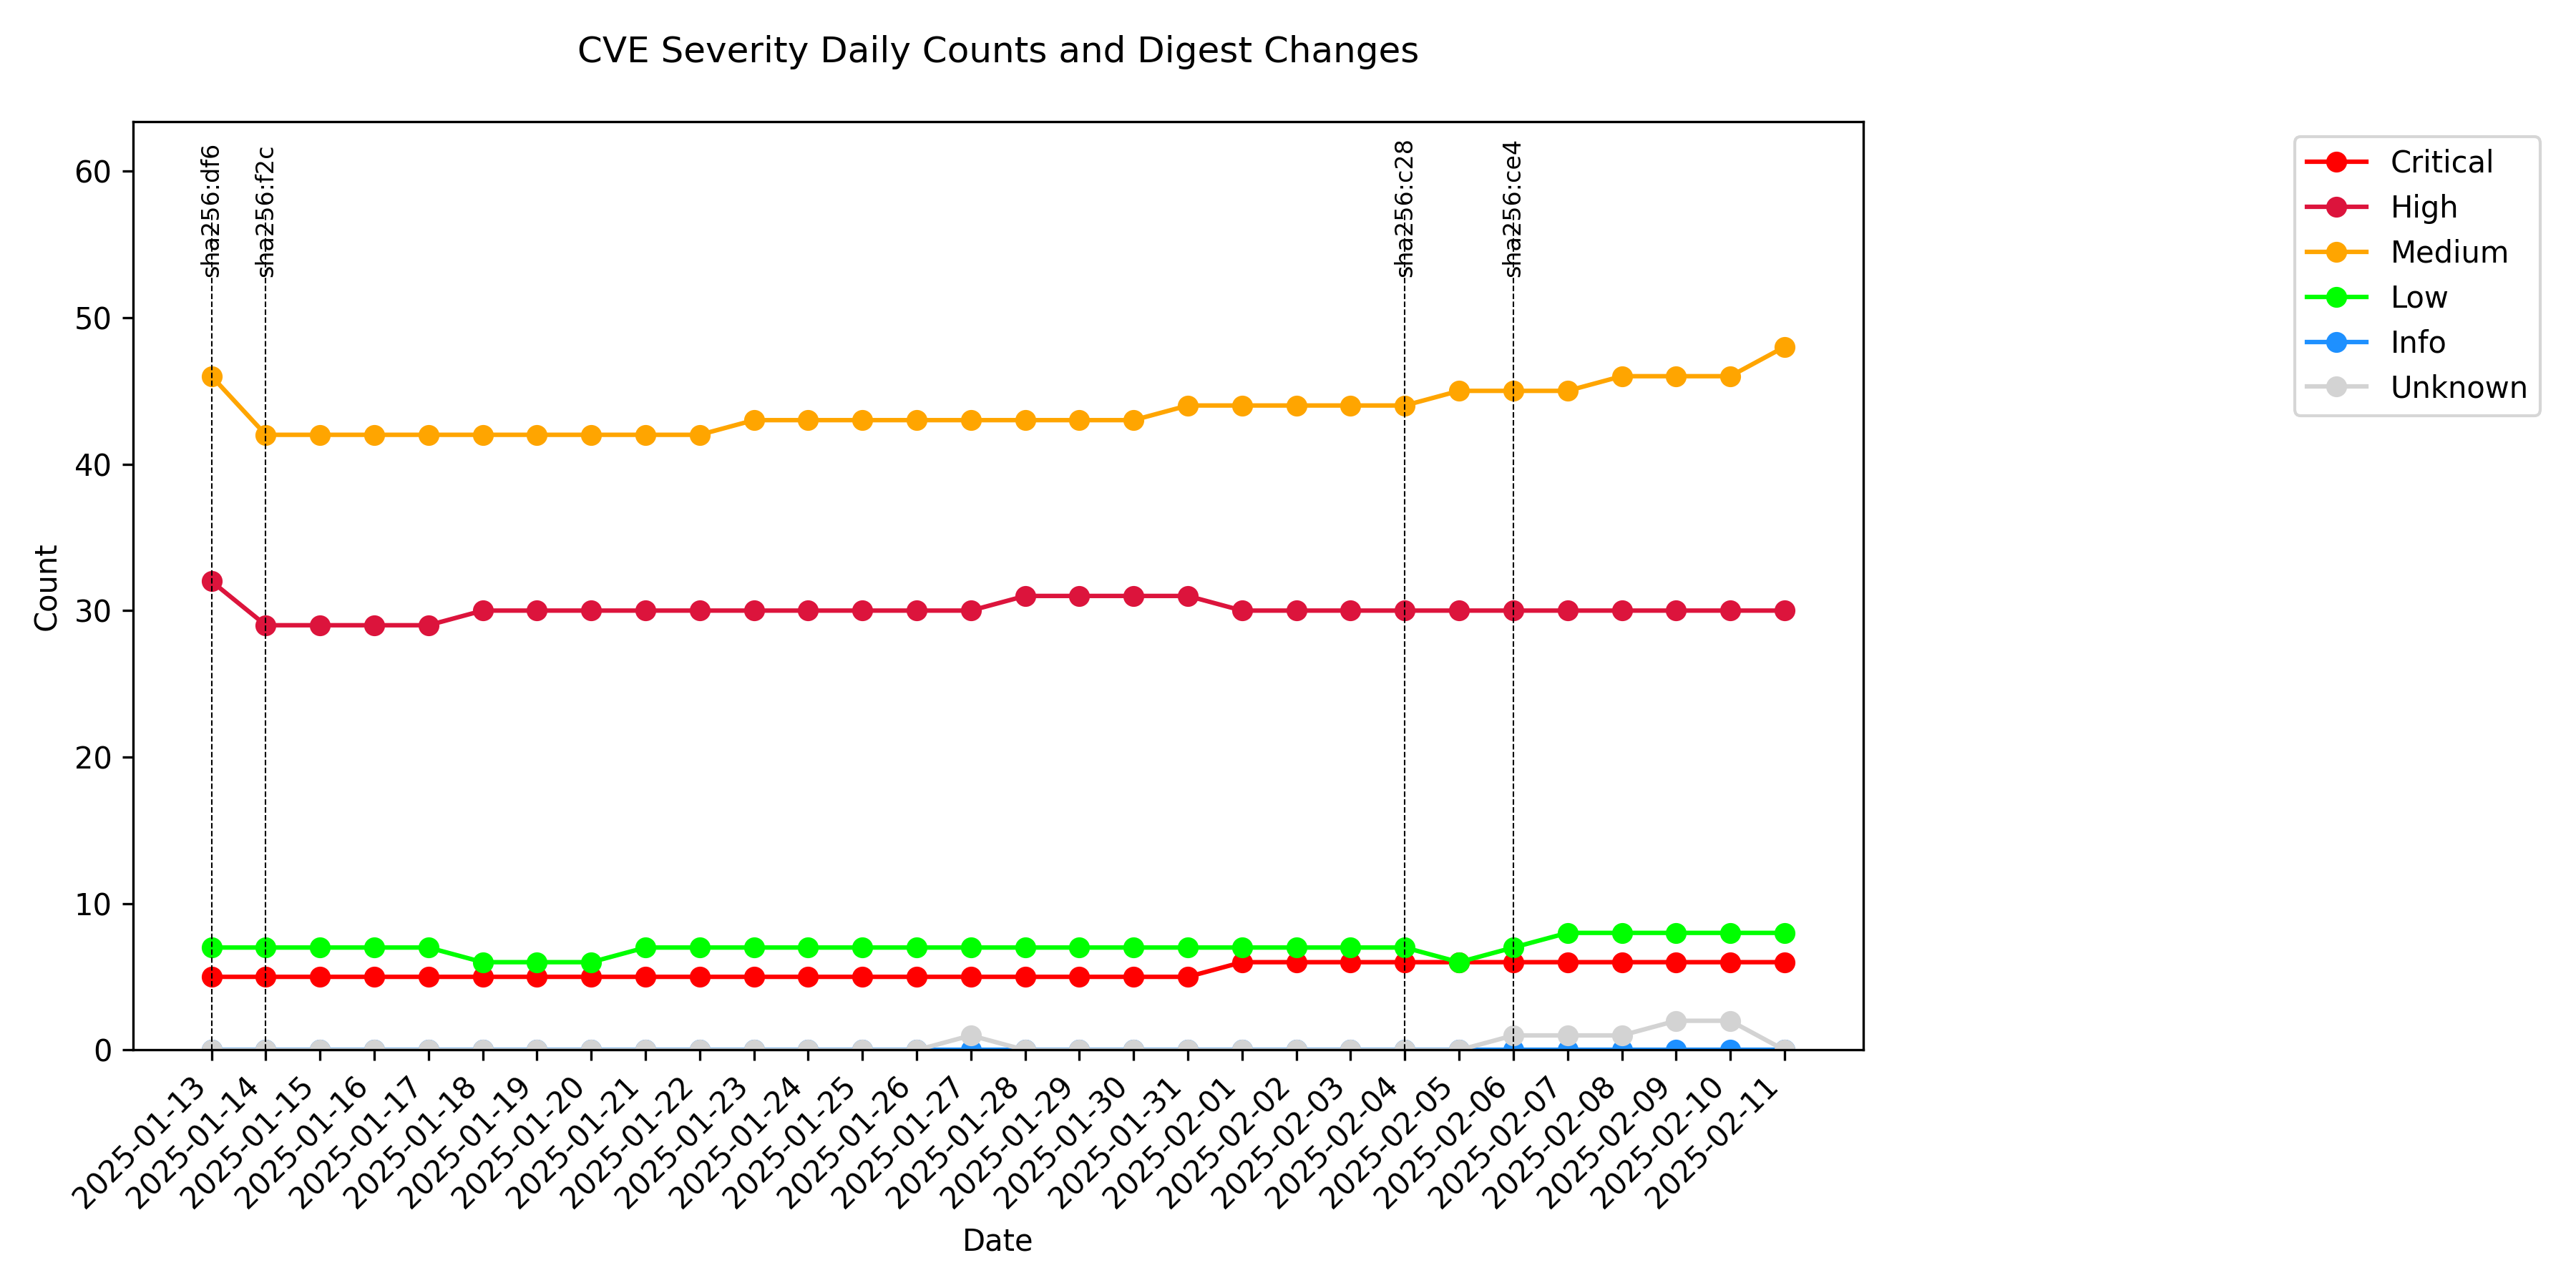 CVE Severity Daily Counts and Digest Changes
sha256:df6
sha256:f2c
sha256:c28
sha256:ce4
Critical
High
Medium
Low
Info
Unknown
Count
60
50
40
30
20
10
0
2025-01-13
2025-01-14
2025-01-15
2025-01-16
2025-01-17
2025-01-18
2025-01-19
2025-01-20
2025-01-21
2025-01-22
2025-01-23
2025-01-24
2025-01-25
2025-01-26
2025-01-27
2025-01-28
2025-01-29
2025-01-30
2025-01-31
2025-02-01
2025-02-02
2025-02-03
2025-02-04
2025-02-05
2025-02-06
2025-02-07
2025-02-08
2025-02-09
2025-02-10
2025-02-11
Date